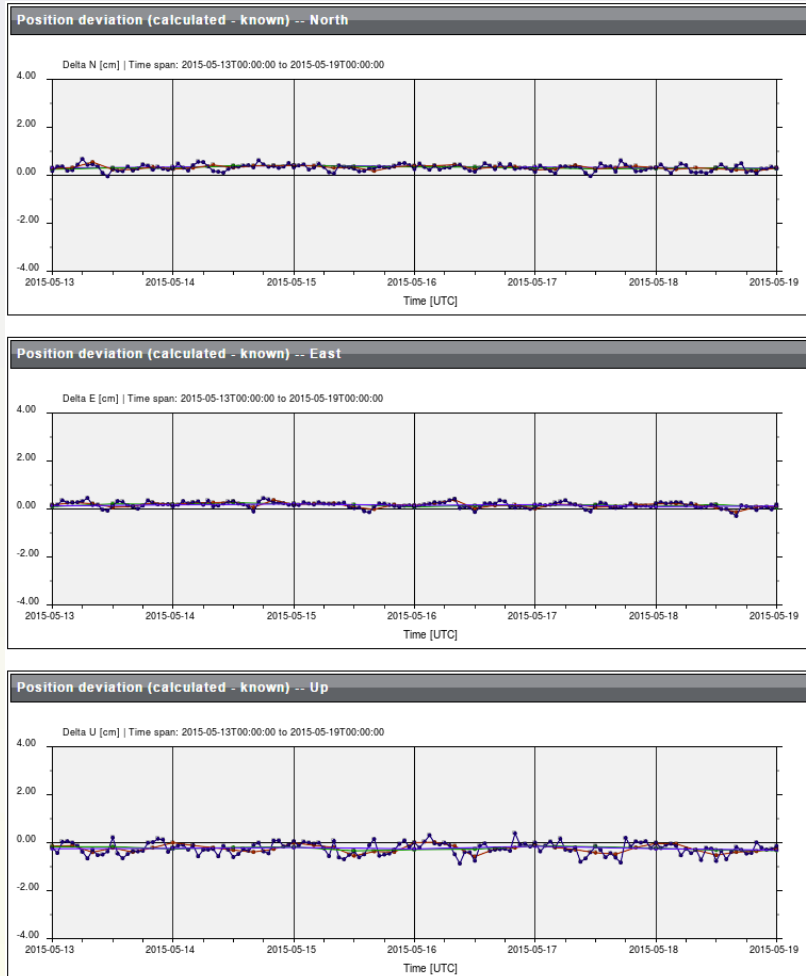 Position deviation (calculated - known) -- North
Delta N [cm] | Time span: 2015-05-13T00:00:00 to 2015-05-19T00:00:00
4.00
2.00
0.00
-2.00
-4.00
2015-05-13 2015-05-14 2015-05-15 2015-05-16 2015-05-17 2015-05-18 2015-05-19
Time [UTC]
Position deviation (calculated - known) -- East
Delta E [cm] | Time span: 2015-05-13T00:00:00 to 2015-05-19T00:00:00
4.00
2.00
0.00
-2.00
-4.00
2015-05-13 2015-05-14 2015-05-15 2015-05-16 2015-05-17 2015-05-18 2015-05-19
Time [UTC]
Position deviation (calculated - known) -- Up
Delta U [cm] | Time span: 2015-05-13T00:00:00 to 2015-05-19T00:00:00
4.00
2.00
0.00
-2.00
-4.00
2015-05-13 2015-05-14 2015-05-15 2015-05-16 2015-05-17 2015-05-18 2015-05-19
Time [UTC]